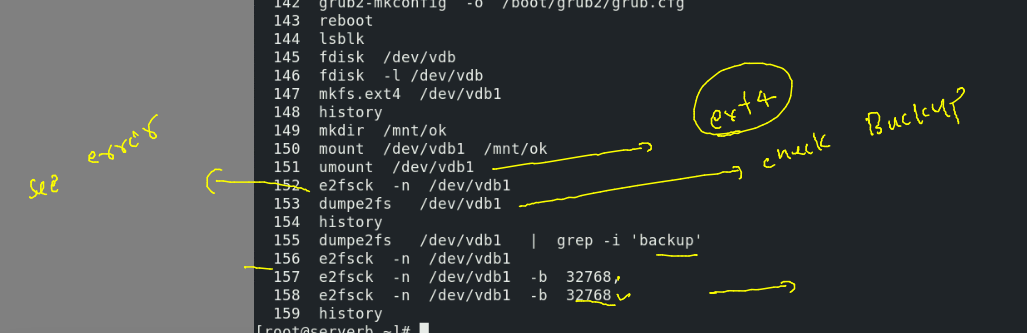 142 grub2-mkconfig -o /boot/grub2/grub.cfg
143 reboot
144 lsblk
145 fdisk /dev/vdb
146 fdisk -l /dev/vdb
147 mkfs.ext4 /dev/vdb1
148 history
149 mkdir /mnt/ok
150 mount /dev/vdb1 /mnt/ok
151 umount /dev/vdb1
152 e2fsck -n /dev/vdb1
153 dumpe2fs /dev/vdb1
154 history
155 dumpe2fs /dev/vdb1 | grep -i 'backup'
156 e2fsck -n /dev/vdb1
157 e2fsck -n /dev/vdb1 -b 32768
158 e2fsck -n /dev/vdb1 -b 32768
159 history
[root@serverb ~]#
ext4
check Backup
see error